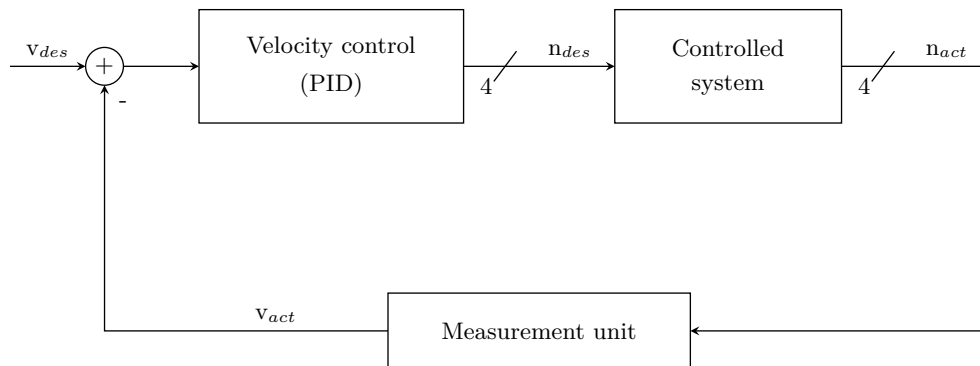 v_des
+
-
Velocity control
(PID)
4
n_des
Controlled
system
4
n_act
v_act
Measurement unit